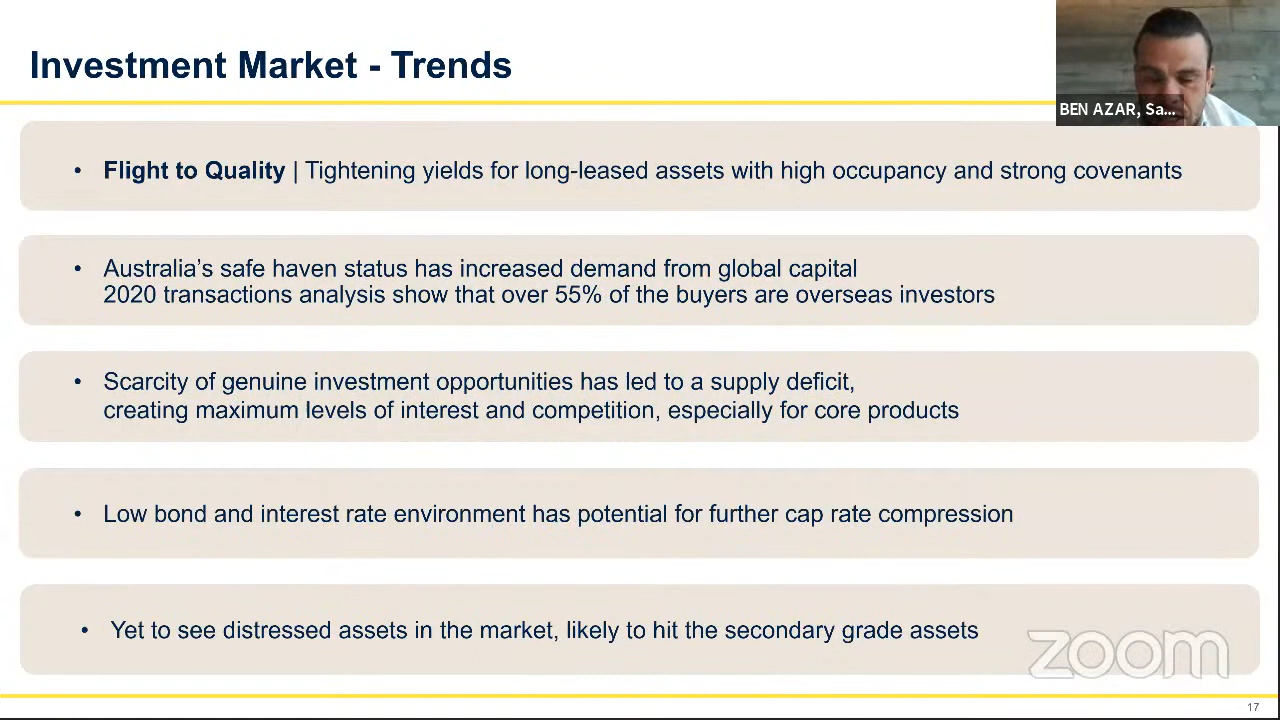 Investment Market - Trends
BEN AZAR, Sa...
• Flight to Quality | Tightening yields for long-leased assets with high occupancy and strong covenants
• Australia’s safe haven status has increased demand from global capital
2020 transactions analysis show that over 55% of the buyers are overseas investors
• Scarcity of genuine investment opportunities has led to a supply deficit,
creating maximum levels of interest and competition, especially for core products
• Low bond and interest rate environment has potential for further cap rate compression
• Yet to see distressed assets in the market, likely to hit the secondary grade assets
zoom
17